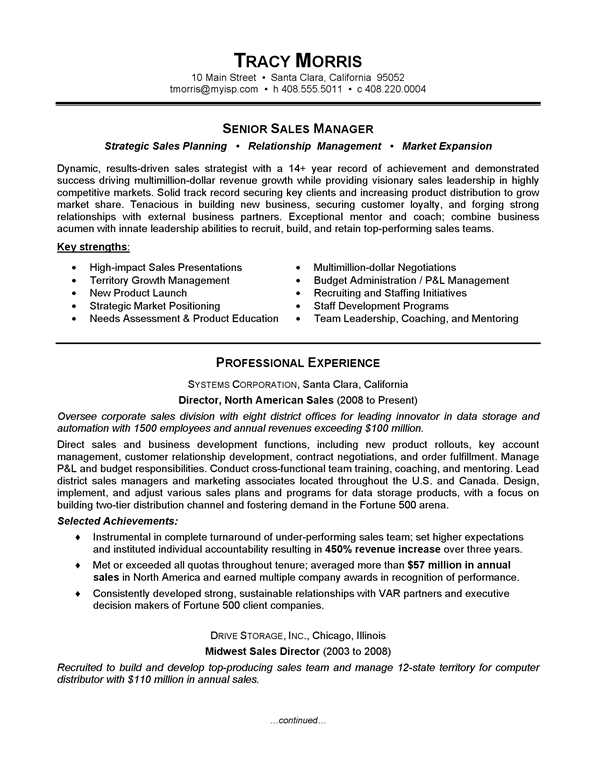 TRACY MORRIS
10 Main Street • Santa Clara, California 95052
tmorris@myisp.com • h 408.555.5011 • c 408.220.0004
SENIOR SALES MANAGER
Strategic Sales Planning • Relationship Management • Market Expansion
Dynamic, results-driven sales strategist with a 14+ year record of achievement and demonstrated
success driving multimillion-dollar revenue growth while providing visionary sales leadership in highly
competitive markets. Solid track record securing key clients and increasing product distribution to grow
market share. Tenacious in building new business, securing customer loyalty, and forging strong
relationships with external business partners. Exceptional mentor and coach; combine business
acumen with innate leadership abilities to recruit, build, and retain top-performing sales teams.
Key strengths:
• High-impact Sales Presentations
• Territory Growth Management
• New Product Launch
• Strategic Market Positioning
• Needs Assessment & Product Education
• Multimillion-dollar Negotiations
• Budget Administration / P&L Management
• Recruiting and Staffing Initiatives
• Staff Development Programs
• Team Leadership, Coaching, and Mentoring
PROFESSIONAL EXPERIENCE
SYSTEMS CORPORATION, Santa Clara, California
Director, North American Sales (2008 to Present)
Oversee corporate sales division with eight district offices for leading innovator in data storage and
automation with 1500 employees and annual revenues exceeding $100 million.
Direct sales and business development functions, including new product rollouts, key account
management, customer relationship development, contract negotiations, and order fulfillment. Manage
P&L and budget responsibilities. Conduct cross-functional team training, coaching, and mentoring. Lead
district sales managers and marketing associates located throughout the U.S. and Canada. Design,
implement, and adjust various sales plans and programs for data storage products, with a focus on
building two-tier distribution channel and fostering demand in the Fortune 500 arena.
Selected Achievements:
♦ Instrumental in complete turnaround of under-performing sales team; set higher expectations
and instituted individual accountability resulting in 450% revenue increase over three years.
♦ Met or exceeded all quotas throughout tenure; averaged more than $57 million in annual
sales in North America and earned multiple company awards in recognition of performance.
♦ Consistently developed strong, sustainable relationships with VAR partners and executive
decision makers of Fortune 500 client companies.
DRIVE STORAGE, INC., Chicago, Illinois
Midwest Sales Director (2003 to 2008)
Recruited to build and develop top-producing sales team and manage 12-state territory for computer
distributor with $110 million in annual sales.
…continued…